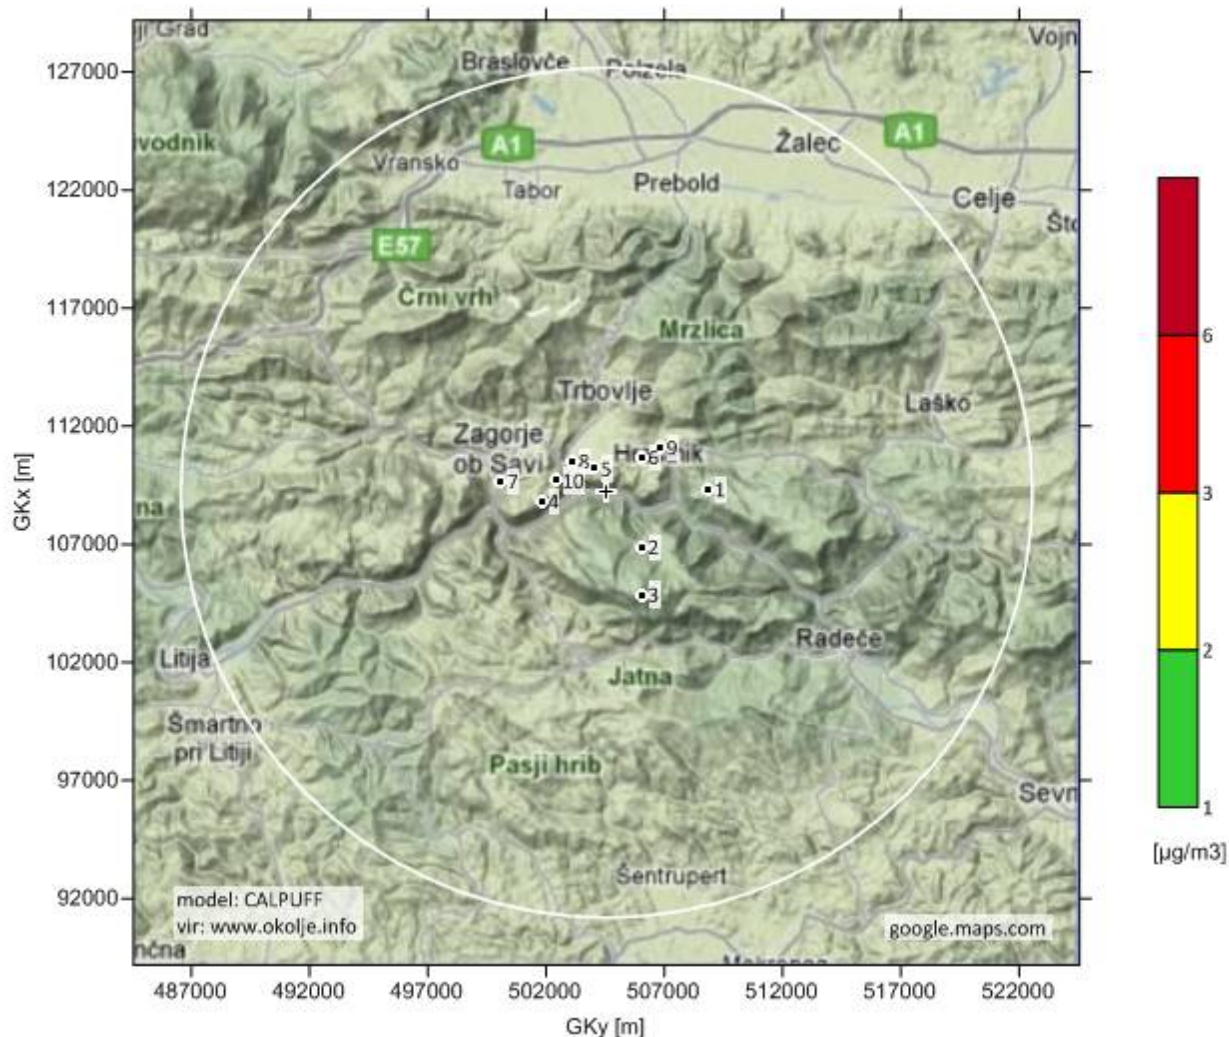 Braslovče
Polzela
A1
A1
Žalec
Vransko
Tabor
Prebold
Celje
E57
Črni vrh
Mrzlica
Trbovlje
Laško
Zagorje
ob Savi
9
8
5
6
7
10
4
1
2
3
Radeče
Litija
Jatna
Šmartno
pri Litiji
Pasji hrib
Šentrupert
model: CALPUFF
vir: www.okolje.info
google.maps.com
127000
122000
117000
112000
107000
102000
97000
92000
GKx [m]
487000
492000
497000
502000
507000
512000
517000
522000
GKy [m]
6
3
2
1
[µg/m3]